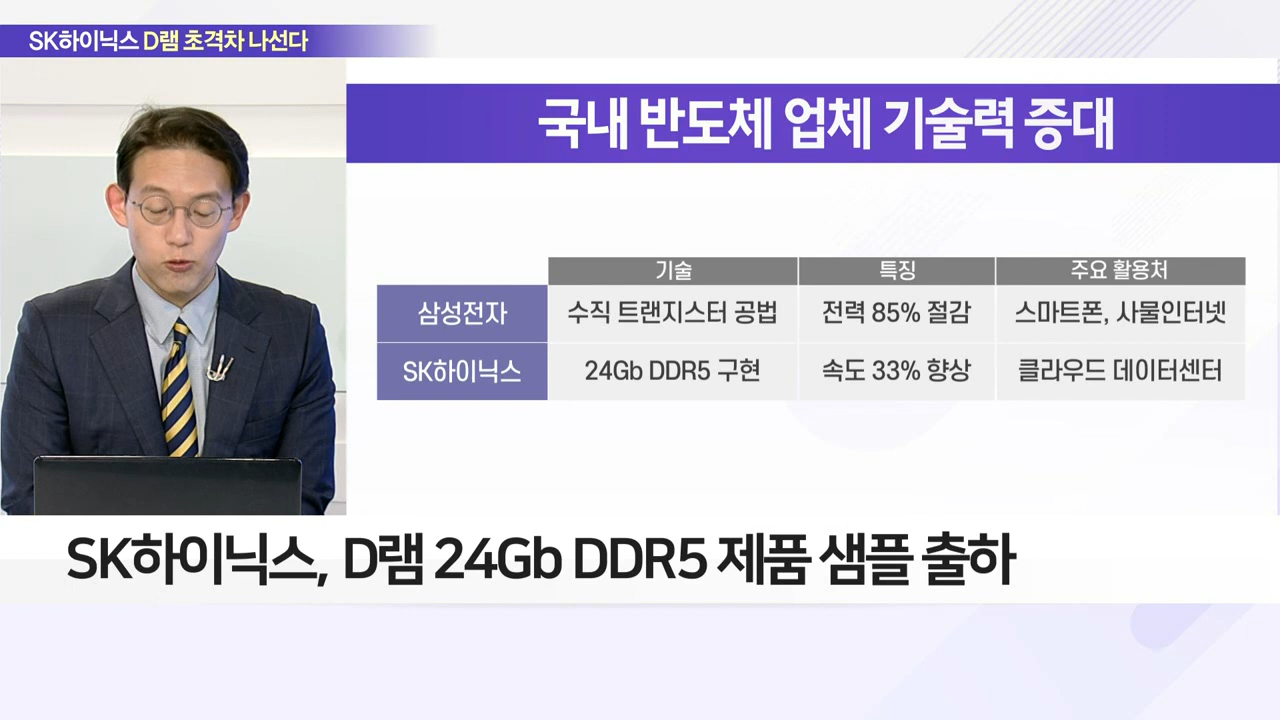 SK하이닉스 D램 초격차 나선다
국내 반도체 업체 기술력 증대
기술 특징 주요 활용처
삼성전자 수직 트랜지스터 공법 전력 85% 절감 스마트폰, 사물인터넷
SK하이닉스 24Gb DDR5 구현 속도 33% 향상 클라우드 데이터센터
SK하이닉스, D램 24Gb DDR5 제품 샘플 출하